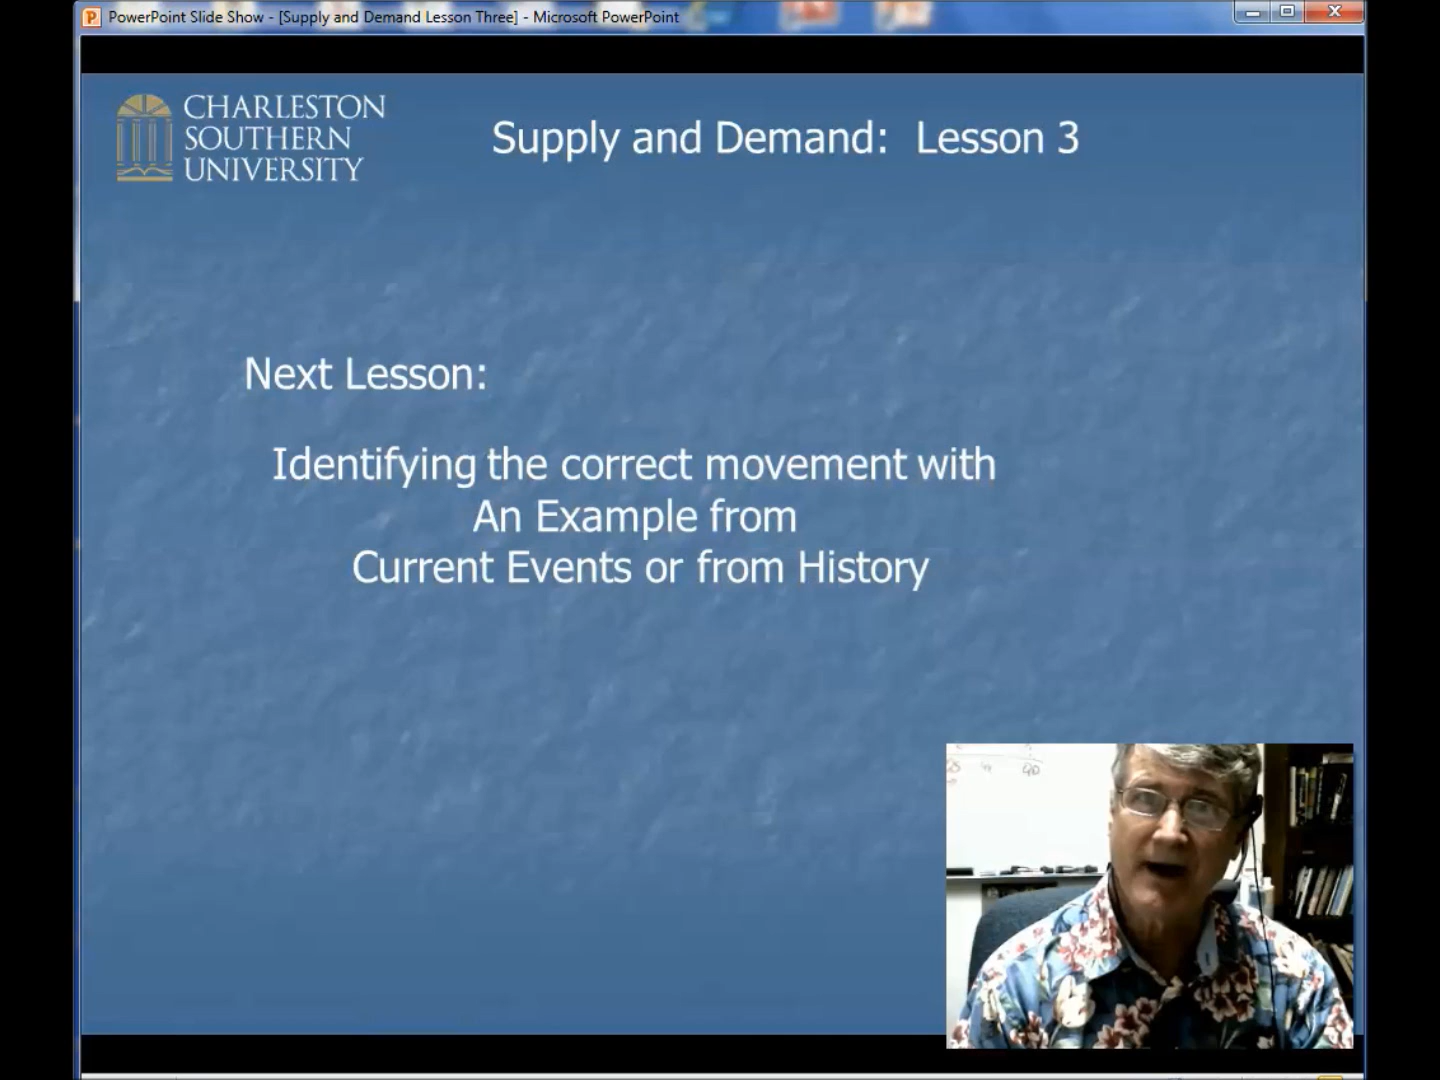 PowerPoint Slide Show - [Supply and Demand Lesson Three] - Microsoft PowerPoint
CHARLESTON
SOUTHERN
UNIVERSITY
Supply and Demand: Lesson 3
Next Lesson:
Identifying the correct movement with
An Example from
Current Events or from History